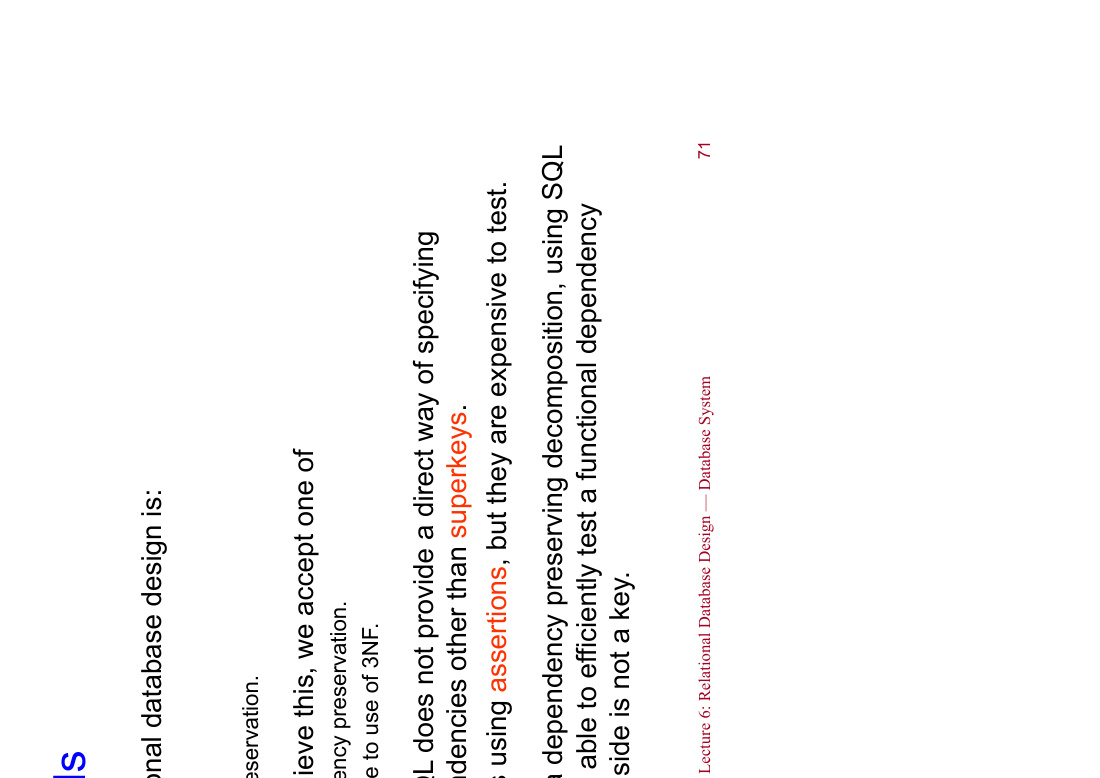 ls
onal database design is:
eservation.
ieve this, we accept one of
ency preservation.
e to use of 3NF.
QL does not provide a direct way of specifying
ndencies other than superkeys.
s using assertions, but they are expensive to test.
a dependency preserving decomposition, using SQL
able to efficiently test a functional dependency
side is not a key.
Lecture 6: Relational Database Design — Database System 71